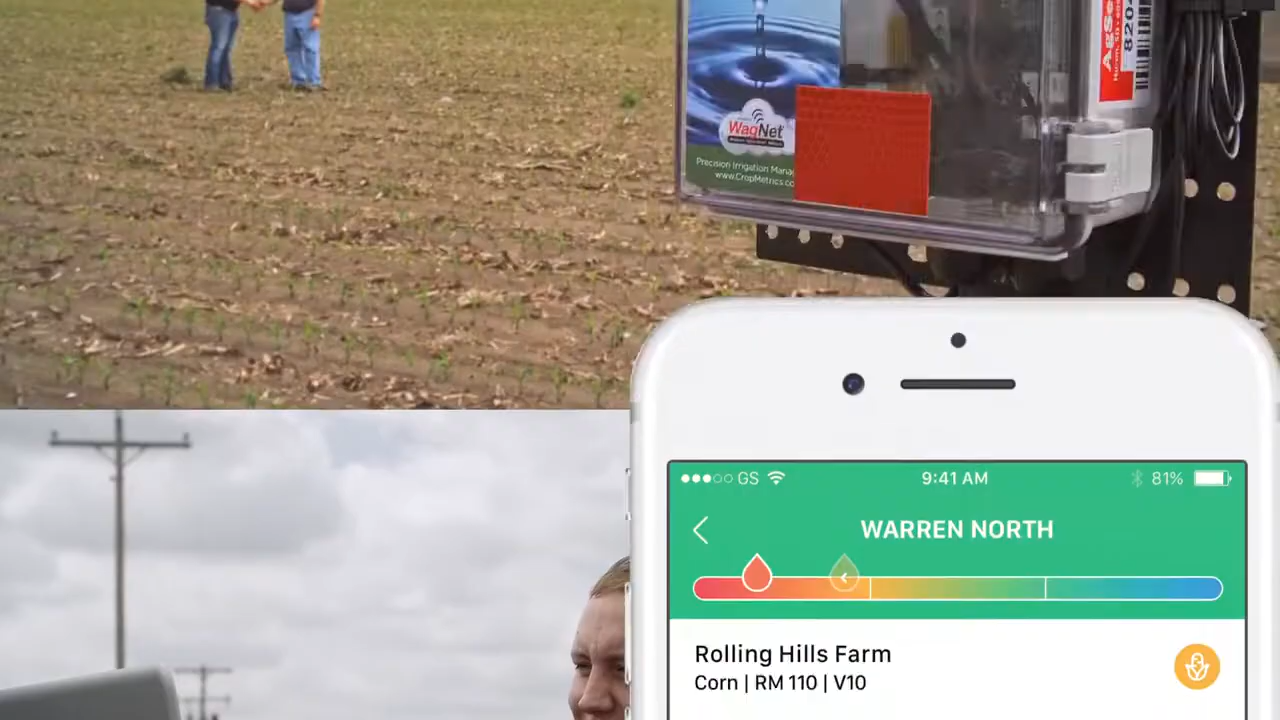 WagNet
Precision Irrigation
www.CropMetrics.co
8204
GS
9:41 AM
81%
WARREN NORTH
Rolling Hills Farm
Corn | RM 110 | V10